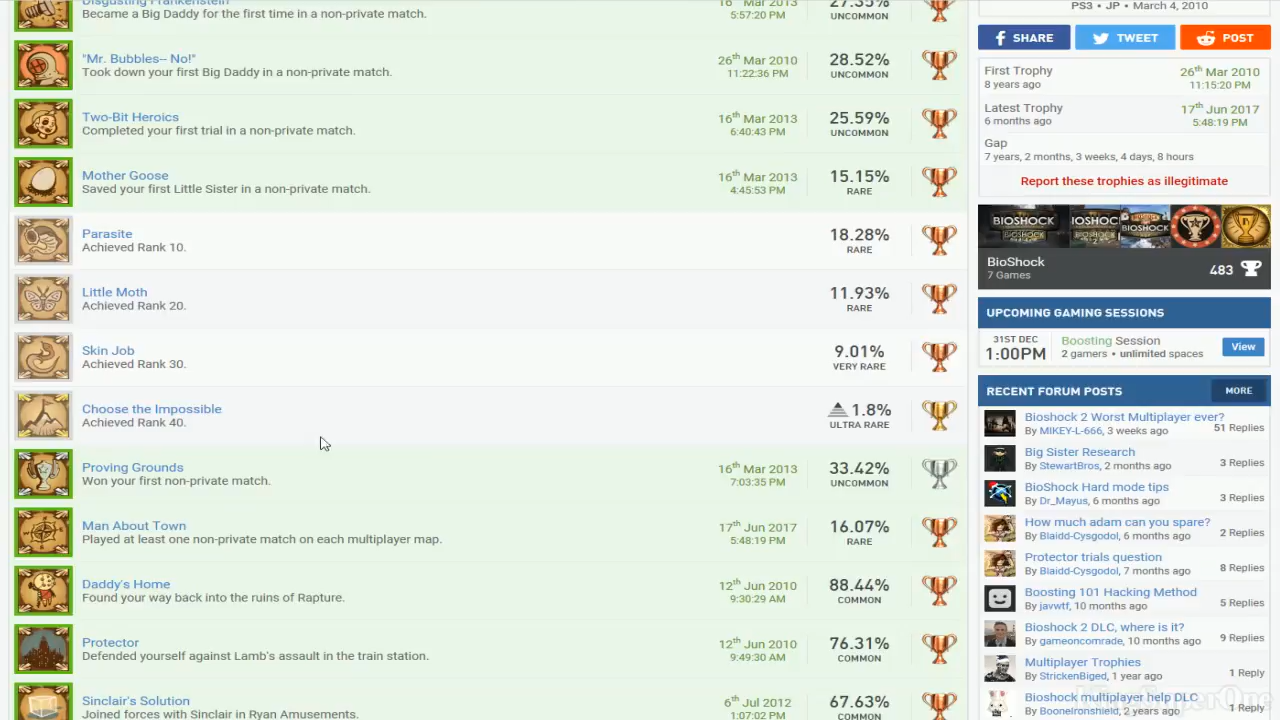 Disgusting Frankenstein
Became a Big Daddy for the first time in a non-private match.
16th Mar 2013
5:57:20 PM
27.35%
UNCOMMON
"Mr. Bubbles-- No!"
Took down your first Big Daddy in a non-private match.
26th Mar 2010
11:22:36 PM
28.52%
UNCOMMON
Two-Bit Heroics
Completed your first trial in a non-private match.
16th Mar 2013
6:40:43 PM
25.59%
UNCOMMON
Mother Goose
Saved your first Little Sister in a non-private match.
16th Mar 2013
4:45:53 PM
15.15%
RARE
Parasite
Achieved Rank 10.
18.28%
RARE
Little Moth
Achieved Rank 20.
11.93%
RARE
Skin Job
Achieved Rank 30.
9.01%
VERY RARE
Choose the Impossible
Achieved Rank 40.
1.8%
ULTRA RARE
Proving Grounds
Won your first non-private match.
16th Mar 2013
7:03:35 PM
33.42%
UNCOMMON
Man About Town
Played at least one non-private match on each multiplayer map.
17th Jun 2017
5:48:19 PM
16.07%
RARE
Daddy's Home
Found your way back into the ruins of Rapture.
12th Jun 2010
9:30:29 AM
88.44%
COMMON
Protector
Defended yourself against Lamb's assault in the train station.
12th Jun 2010
9:49:30 AM
76.31%
COMMON
Sinclair's Solution
Joined forces with Sinclair in Ryan Amusements.
6th Jul 2012
1:07:02 PM
67.63%
COMMON
PS3 • JP • March 4, 2010
SHARE
TWEET
POST
First Trophy
8 years ago
26th Mar 2010
11:15:20 PM
Latest Trophy
6 months ago
17th Jun 2017
5:48:19 PM
Gap
7 years, 2 months, 3 weeks, 4 days, 8 hours
Report these trophies as illegitimate
BIOSHOCK
BIOSHOCK
BioShock
7 Games
483
UPCOMING GAMING SESSIONS
31ST DEC
1:00PM
Boosting Session
2 gamers • unlimited spaces
View
RECENT FORUM POSTS
MORE
Bioshock 2 Worst Multiplayer ever?
By MIKEY-L-666, 3 weeks ago
51 Replies
Big Sister Research
By StewartBros, 2 months ago
3 Replies
BioShock Hard mode tips
By Dr_Mayus, 6 months ago
3 Replies
How much adam can you spare?
By Blaidd-Cysgodol, 6 months ago
2 Replies
Protector trials question
By Blaidd-Cysgodol, 7 months ago
8 Replies
Boosting 101 Hacking Method
By javwtf, 10 months ago
5 Replies
Bioshock 2 DLC, where is it?
By gameoncomrade, 10 months ago
9 Replies
Multiplayer Trophies
By StrickenBiged, 1 year ago
1 Reply
Bioshock multiplayer help DLC
By Booneironshield, 2 years ago
1 Reply